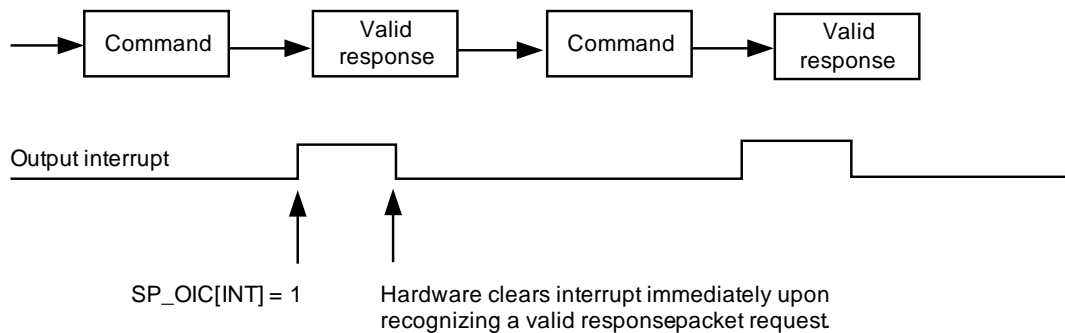 Command
Valid
response
Command
Valid
response
Output interrupt
SP_OIC[INT] = 1
Hardware clears interrupt immediately upon
recognizing a valid responsepacket request.